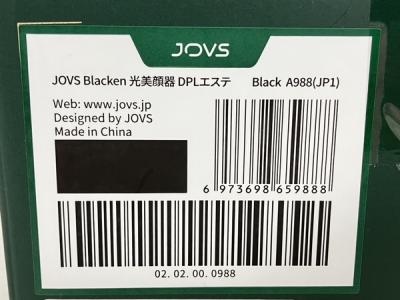 JOVS
JOVS Blacken 光美顔器 DPLエステ Black A988(JP1)
Web: www.jovs.jp
Designed by JOVS
Made in China
6 973698 659888
02. 02. 00. 0988